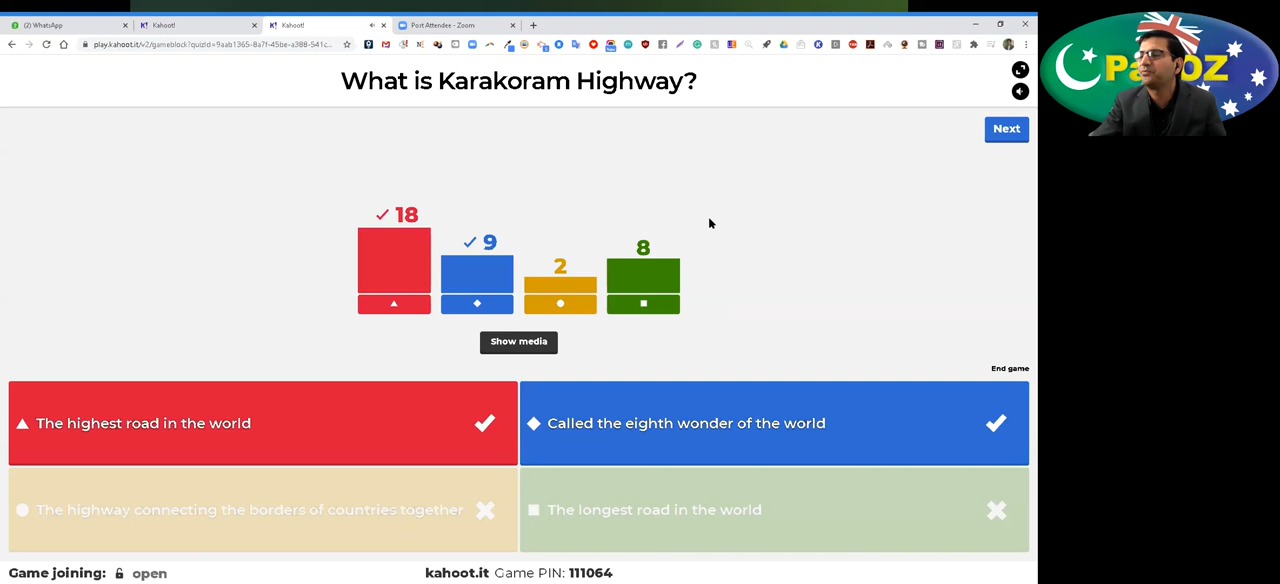 (2) WhatsApp
Kahoot!
Kahoot!
Post Attendee - Zoom
play.kahoot.it/v2/gameblock?quizId=9aab1365-8a7f-45be-a388-541c...
What is Karakoram Highway?
Next
18
9
2
8
Show media
End game
The highest road in the world
Called the eighth wonder of the world
The highway connecting the borders of countries together
The longest road in the world
Game joining: open
kahoot.it Game PIN: 111064